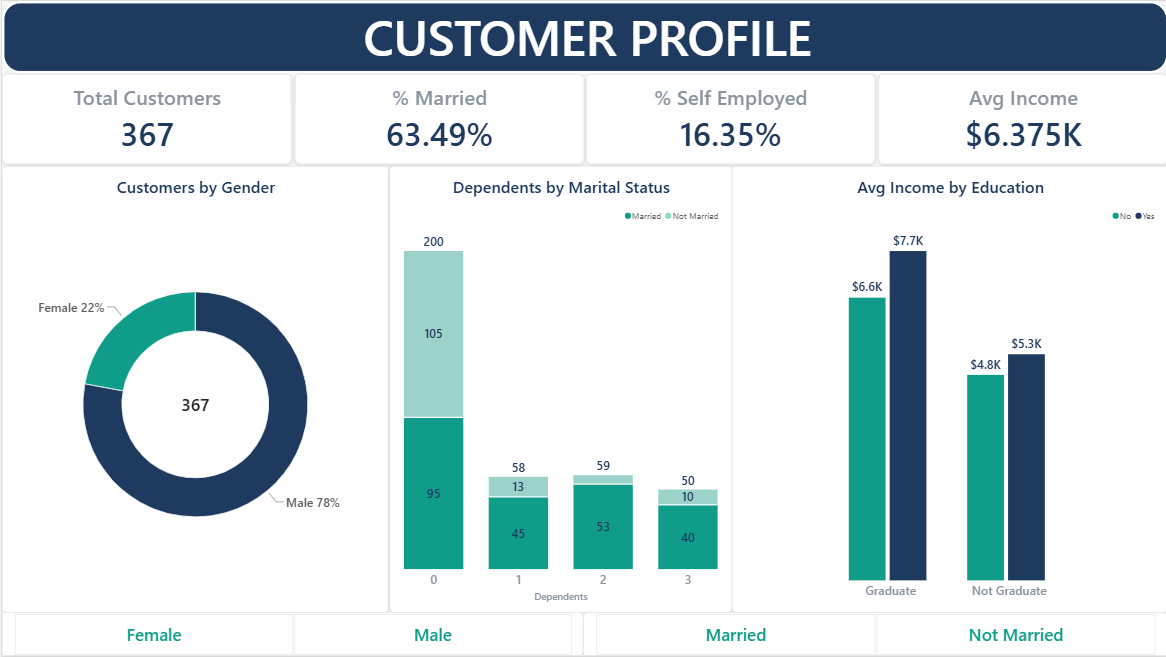 CUSTOMER PROFILE
Total Customers
367
% Married
63.49%
% Self Employed
16.35%
Avg Income
$6.375K
Customers by Gender
Female 22%
367
Male 78%
Dependents by Marital Status
Married Not Married
200
105
95
58
13
45
59
53
50
10
40
0 1 2 3
Dependents
Avg Income by Education
No Yes
$7.7K
$6.6K
$5.3K
$4.8K
Graduate Not Graduate
Female Male Married Not Married